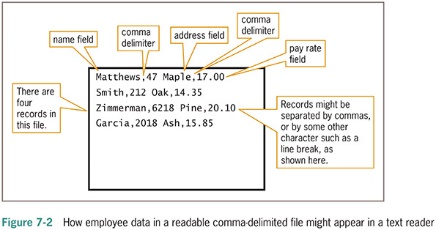 name field
comma
delimiter
address field
comma
delimiter
pay rate
field
Matthews,47 Maple,17.00
Smith,212 Oak,14.35
Zimmerman,6218 Pine,20.10
Garcia,2018 Ash,15.85
There are
four
records in
this file.
Records might be
separated by commas,
or by some other
character such as a
line break, as
shown here.
Figure 7-2 How employee data in a readable comma-delimited file might appear in a text reader